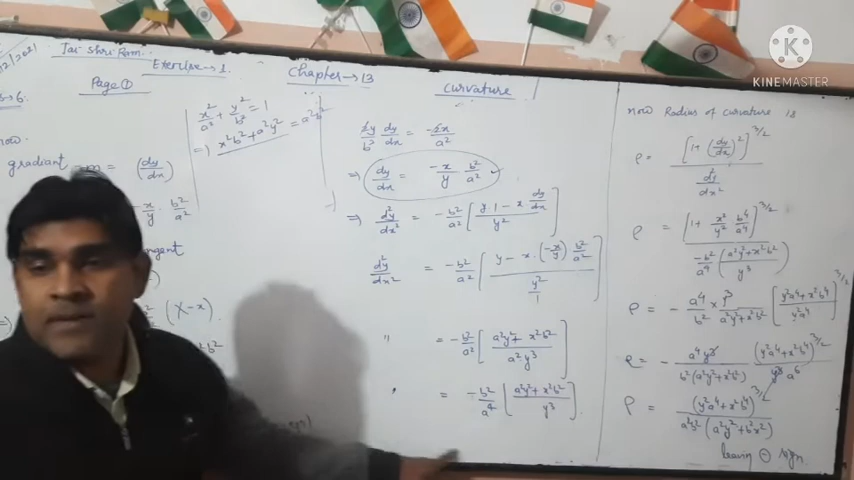 Jai shri Ram.
Exercise → 1
Chapter → 13
Curvature
Page ①
now.
gradiant = m = (dy/dx)
-x/y · b²/a²
(X-x)
x²/a² + y²/b² = 1
⇒ x²b² + a²y² = a²b²
dy/dx = -2x/a²
⇒ dy/dx = -x/y b²/a²
⇒ d²y/dx² = -b²/a² [ (y·1 - x dy/dx) / y² ]
d²y/dx² = -b²/a² [ (y - x·(-x/y) b²/a²) / (y²/1) ]
" = -b²/a² [ (a²y² + x²b²) / a²y³ ]
" = -b²/a⁴ [ (a²y² + x²b²) / y³ ]
now Radius of curvature is
ρ = [1 + (dy/dx)²]^3/2 / (d²y/dx²)
ρ = [1 + x²/y² b⁴/a⁴]^3/2 / ( -b²/a⁴ (a²y² + x²b²)/y³ )
ρ = - a⁴/b² × y³/(a²y² + x²b²) [ (y²a⁴ + x²b⁴) / y²a⁴ ]^3/2
ρ = - a⁴y³ / b²(a²y² + x²b²) (y²a⁴ + x²b⁴)^3/2 / y³a⁶
ρ = (y²a⁴ + x²b⁴)^3/2 / a²b²(a²y² + b²x²)
leaving ⊖ sign
K
KINEMASTER